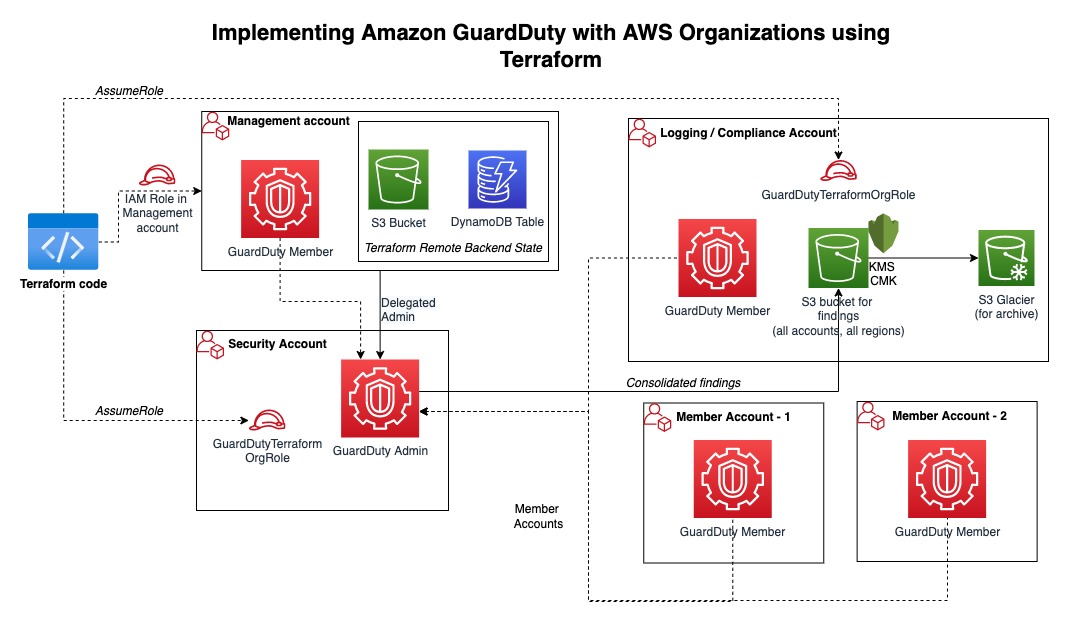 Implementing Amazon GuardDuty with AWS Organizations using
Terraform
AssumeRole
Management account
IAM Role in
Management
account
GuardDuty Member
S3 Bucket
DynamoDB Table
Terraform Remote Backend State
Terraform code
Delegated
Admin
Security Account
AssumeRole
GuardDutyTerraform
OrgRole
GuardDuty Admin
Logging / Compliance Account
GuardDutyTerraformOrgRole
GuardDuty Member
KMS
CMK
S3 bucket for
findings
(all accounts, all regions)
S3 Glacier
(for archive)
Consolidated findings
Member
Accounts
Member Account - 1
GuardDuty Member
Member Account - 2
GuardDuty Member